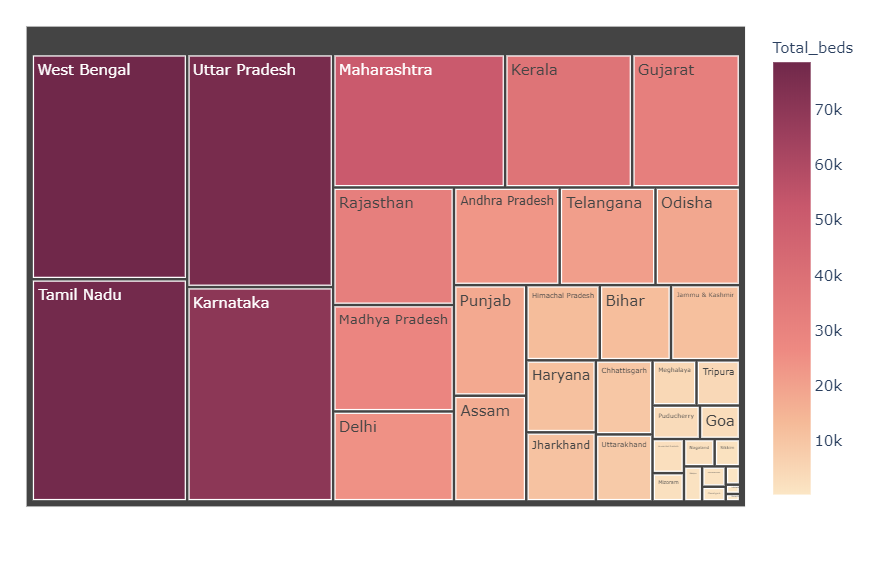 Total_beds
West Bengal
Uttar Pradesh
Maharashtra
Kerala
Gujarat
70k
60k
50k
40k
30k
20k
10k
Rajasthan
Andhra Pradesh
Telangana
Odisha
Tamil Nadu
Karnataka
Punjab
Himachal Pradesh
Bihar
Jammu & Kashmir
Madhya Pradesh
Haryana
Chhattisgarh
Meghalaya
Tripura
Assam
Puducherry
Goa
Delhi
Jharkhand
Uttarakhand
Nagaland
Sikkim
Mizoram